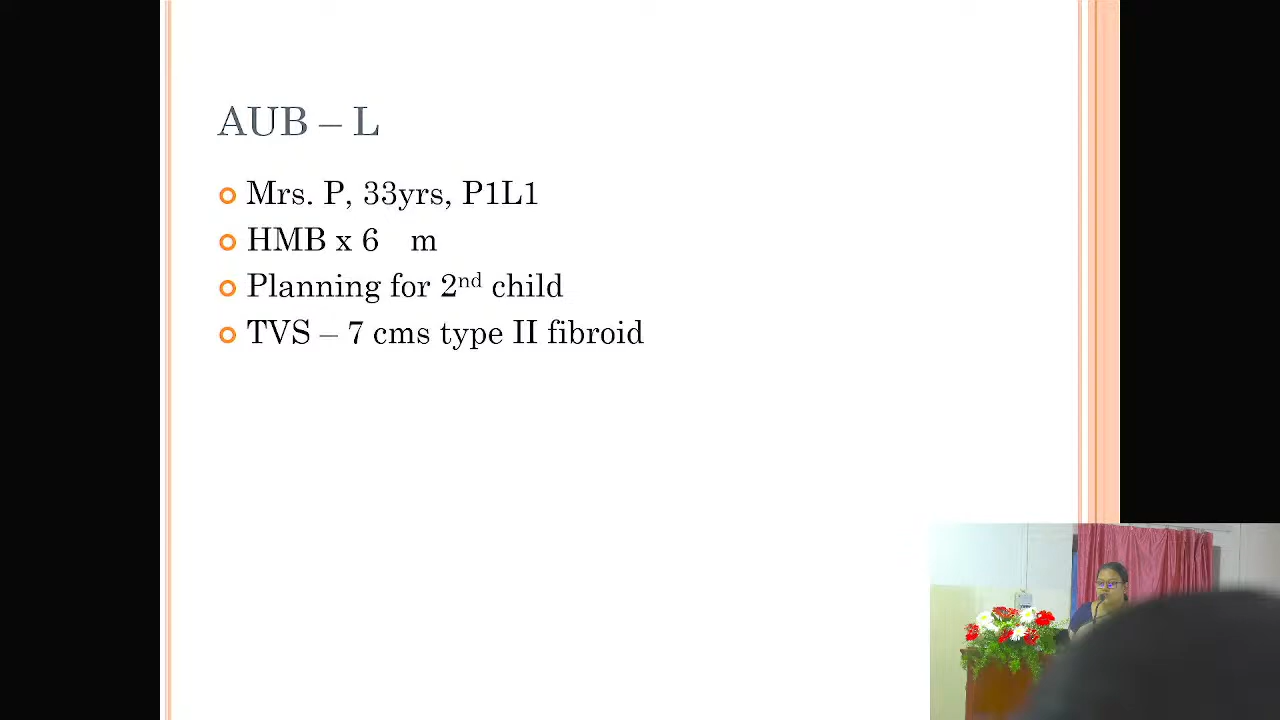 AUB – L
Mrs. P, 33yrs, P1L1
HMB x 6 m
Planning for 2nd child
TVS – 7 cms type II fibroid